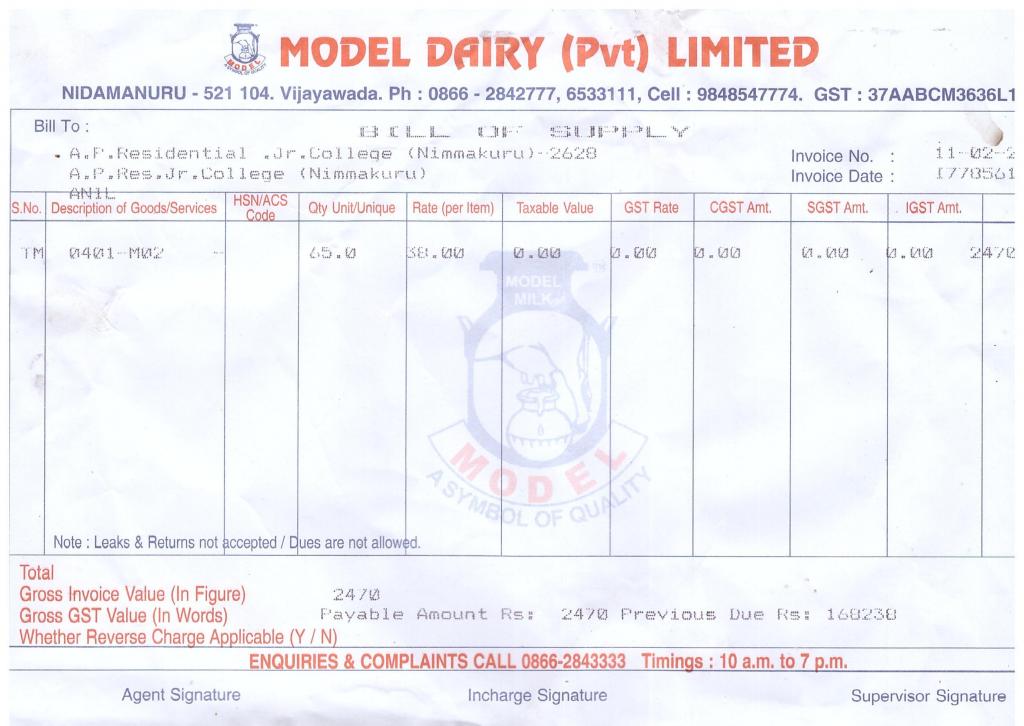 MODEL DAIRY (Pvt) LIMITED
NIDAMANURU - 521 104. Vijayawada. Ph : 0866 - 2842777, 6533111, Cell : 9848547774. GST : 37AABCM3636L1
Bill To :
BILL OF SUPPLY
A.P.Residential .Jr.College (Nimmakuru)-2628
Invoice No. : 11-02-2
A.P.Res.Jr.College (Nimmakuru)
Invoice Date : I778561
ANIL
S.No. Description of Goods/Services HSN/ACS Code Qty Unit/Unique Rate (per Item) Taxable Value GST Rate CGST Amt. SGST Amt. IGST Amt.
TM 0401-M02 - 65.0 38.00 0.00 0.00 0.00 0.00 0.00 2470
MODEL
MILK
TM
MODEL
A SYMBOL OF QUALITY
Note : Leaks & Returns not accepted / Dues are not allowed.
Total
Gross Invoice Value (In Figure) 2470
Gross GST Value (In Words) Payable Amount Rs: 2470 Previous Due Rs: 168238
Whether Reverse Charge Applicable (Y / N)
ENQUIRIES & COMPLAINTS CALL 0866-2843333 Timings : 10 a.m. to 7 p.m.
Agent Signature Incharge Signature Supervisor Signature